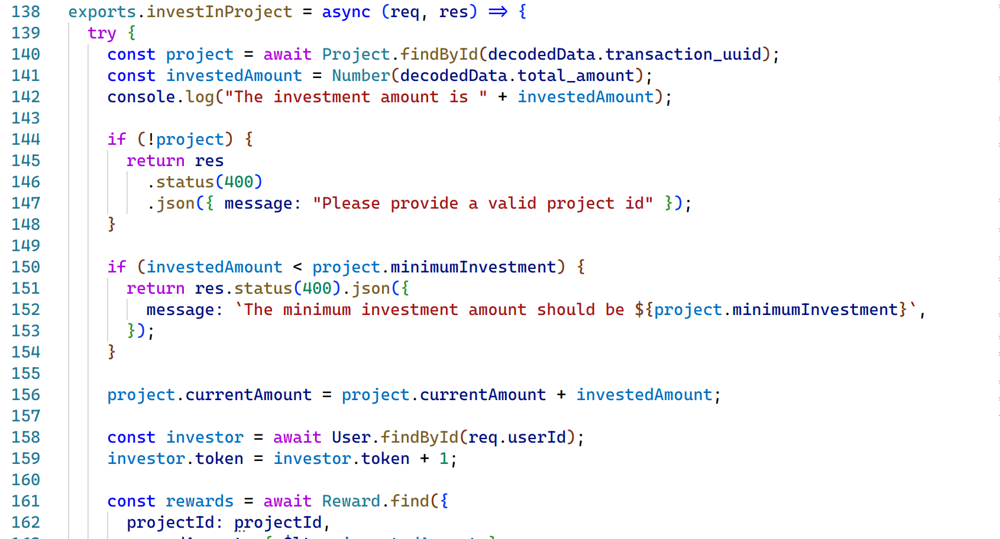 138 exports.investInProject = async (req, res) => {
139 try {
140 const project = await Project.findById(decodedData.transaction_uuid);
141 const investedAmount = Number(decodedData.total_amount);
142 console.log("The investment amount is " + investedAmount);
143
144 if (!project) {
145 return res
146 .status(400)
147 .json({ message: "Please provide a valid project id" });
148 }
149
150 if (investedAmount < project.minimumInvestment) {
151 return res.status(400).json({
152 message: `The minimum investment amount should be ${project.minimumInvestment}`,
153 });
154 }
155
156 project.currentAmount = project.currentAmount + investedAmount;
157
158 const investor = await User.findById(req.userId);
159 investor.token = investor.token + 1;
160
161 const rewards = await Reward.find({
162 projectId: projectId,